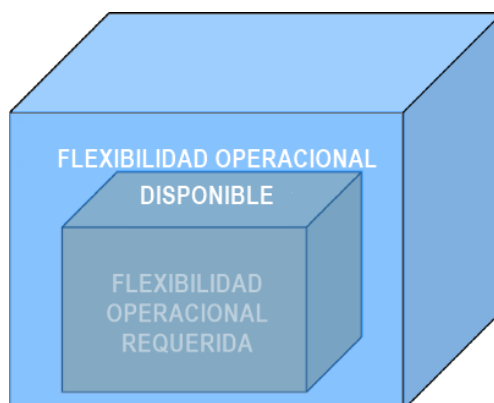 FLEXIBILIDAD OPERACIONAL
DISPONIBLE
FLEXIBILIDAD
OPERACIONAL
REQUERIDA